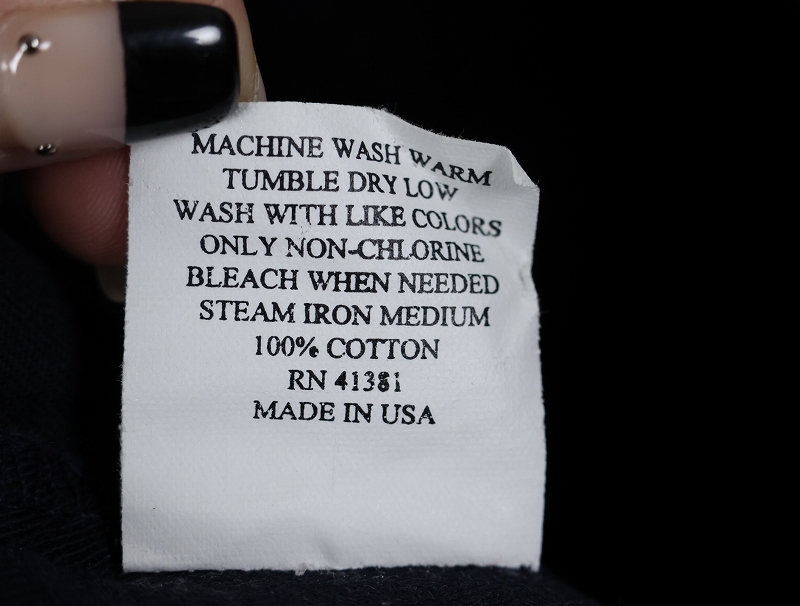 MACHINE WASH WARM
TUMBLE DRY LOW
WASH WITH LIKE COLORS
ONLY NON-CHLORINE
BLEACH WHEN NEEDED
STEAM IRON MEDIUM
100% COTTON
RN 41381
MADE IN USA